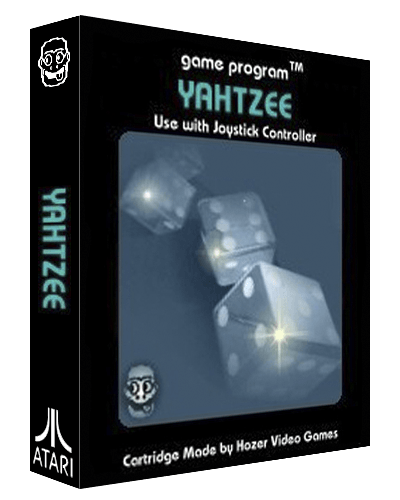 game program™
YAHTZEE
Use with Joystick Controller
Cartridge Made by Hozer Video Games
YAHTZEE
ATARI